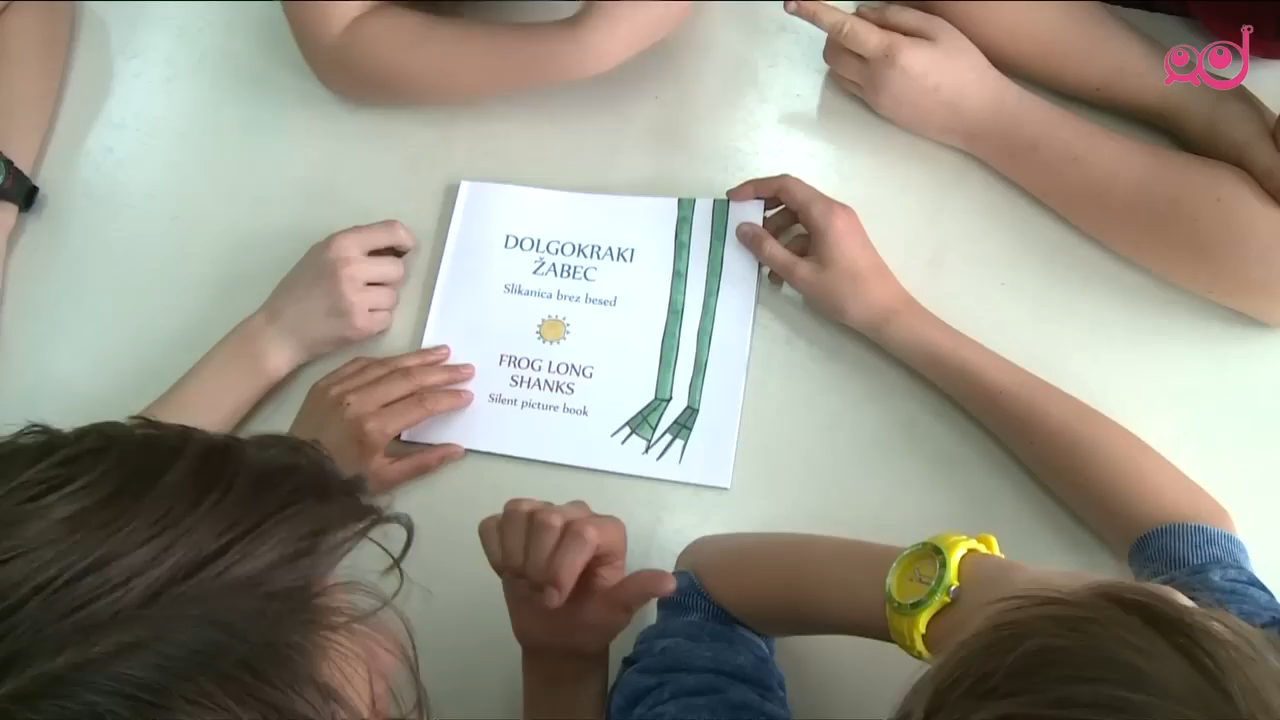 DOLGOKRAKI
ŽABEC
Slikanica brez besed
FROG LONG
SHANKS
Silent picture book